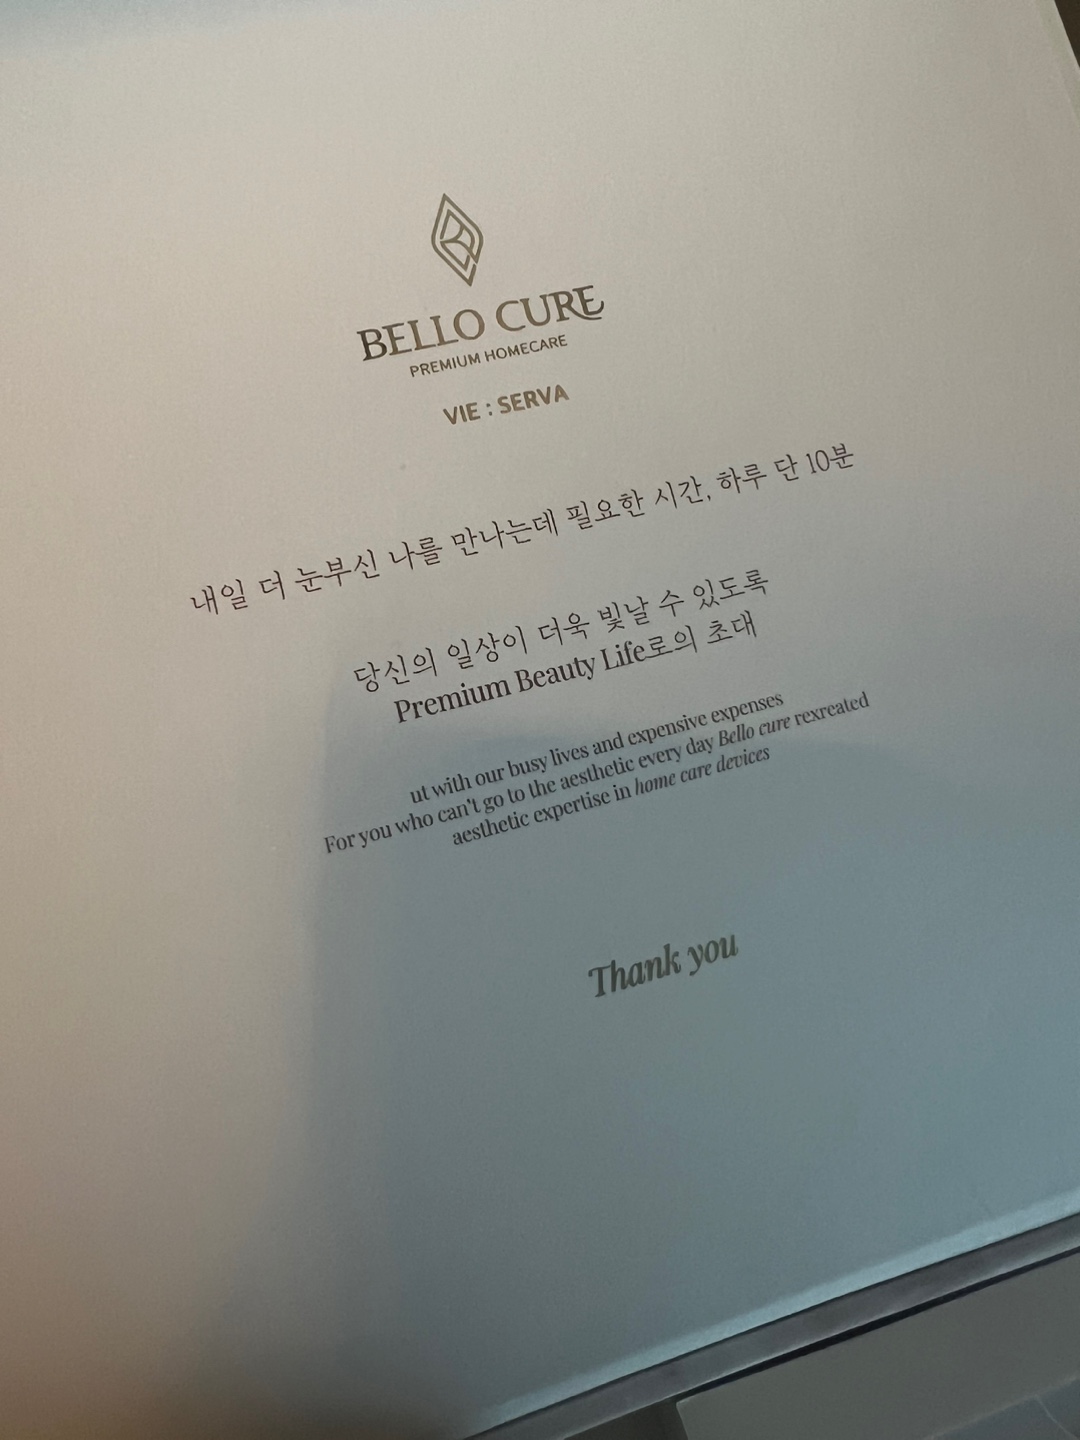 BELLO CURE
PREMIUM HOMECARE
VIE : SERVA
내일 더 눈부신 나를 만나는데 필요한 시간, 하루 단 10분
당신의 일상이 더욱 빛날 수 있도록
Premium Beauty Life로의 초대
ut with our busy lives and expensive expenses
For you who can't go to the aesthetic every day Bello cure rexreated
aesthetic expertise in home care devices
Thank you